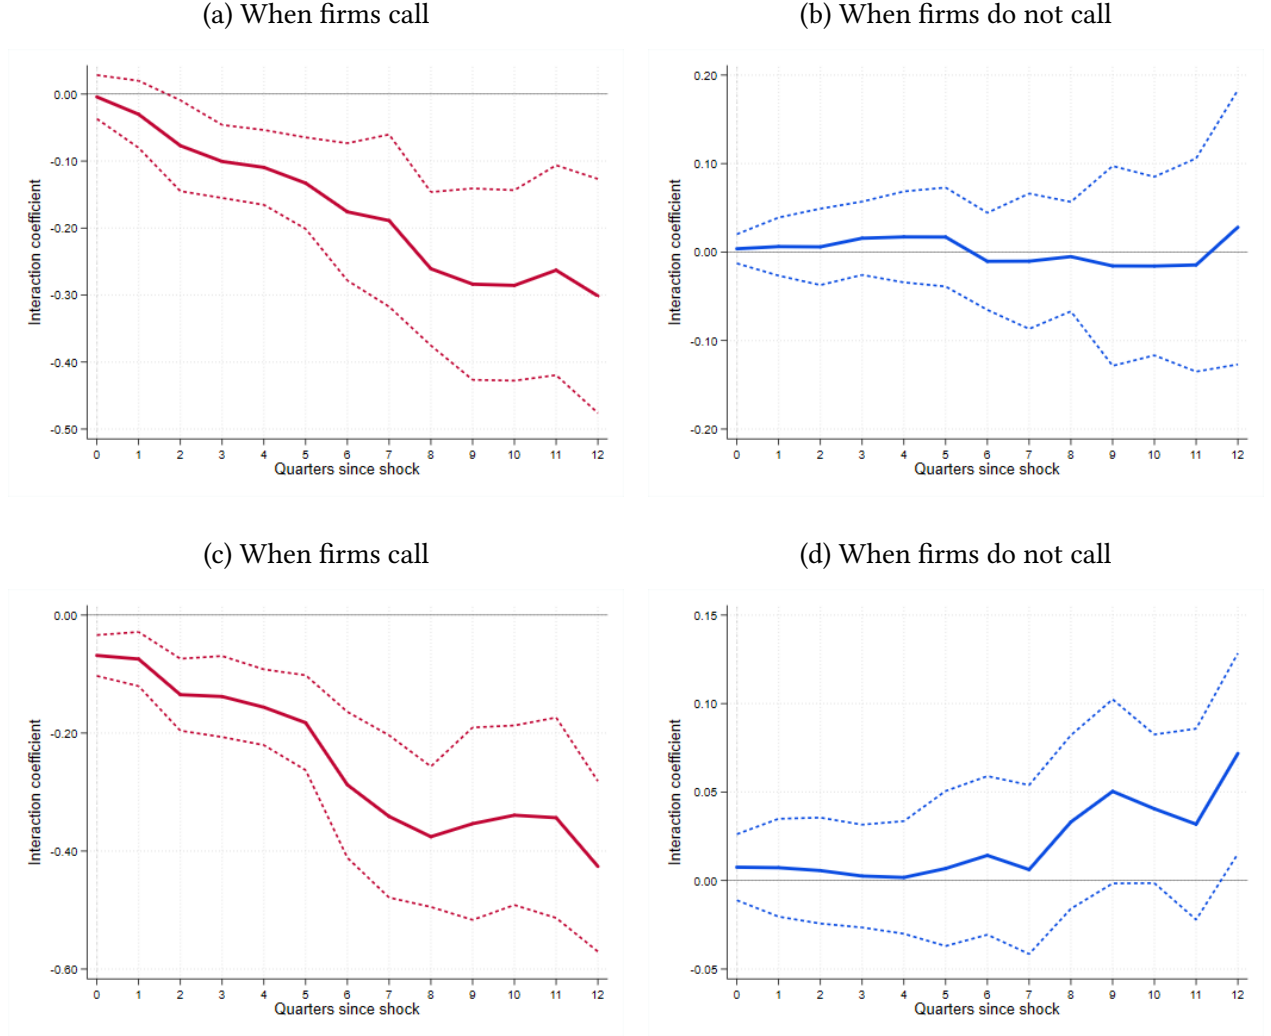 (a) When firms call
(b) When firms do not call
Interaction coefficient
0.00
-0.10
-0.20
-0.30
-0.40
-0.50
0 1 2 3 4 5 6 7 8 9 10 11 12
Quarters since shock
Interaction coefficient
0.20
0.10
0.00
-0.10
-0.20
0 1 2 3 4 5 6 7 8 9 10 11 12
Quarters since shock
(c) When firms call
(d) When firms do not call
Interaction coefficient
0.00
-0.20
-0.40
-0.60
0 1 2 3 4 5 6 7 8 9 10 11 12
Quarters since shock
Interaction coefficient
0.15
0.10
0.05
0.00
-0.05
0 1 2 3 4 5 6 7 8 9 10 11 12
Quarters since shock